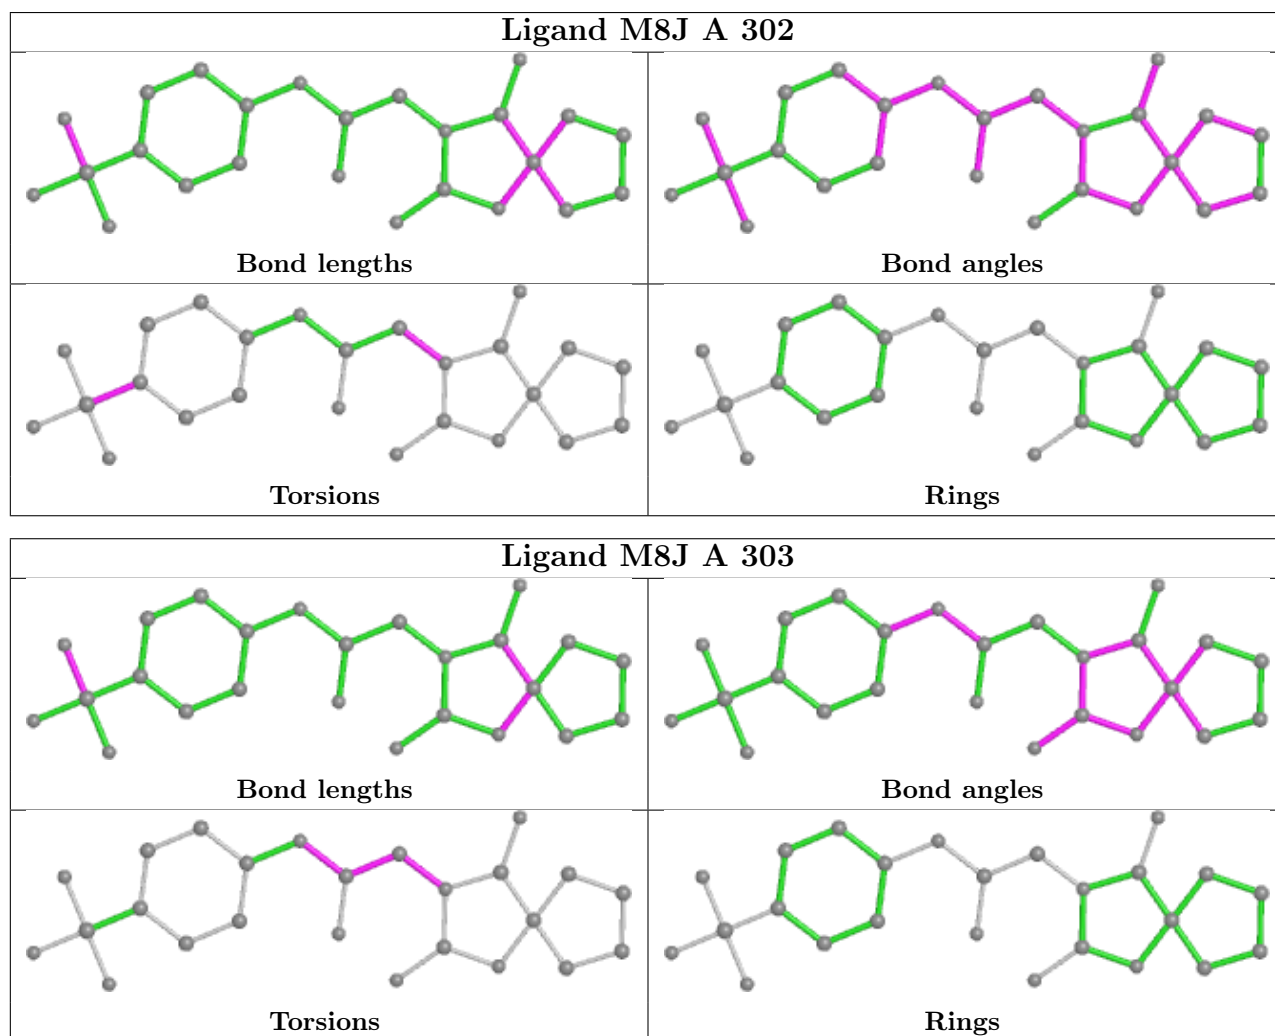 Ligand M8J A 302
Bond lengths
Bond angles
Torsions
Rings
Ligand M8J A 303
Bond lengths
Bond angles
Torsions
Rings